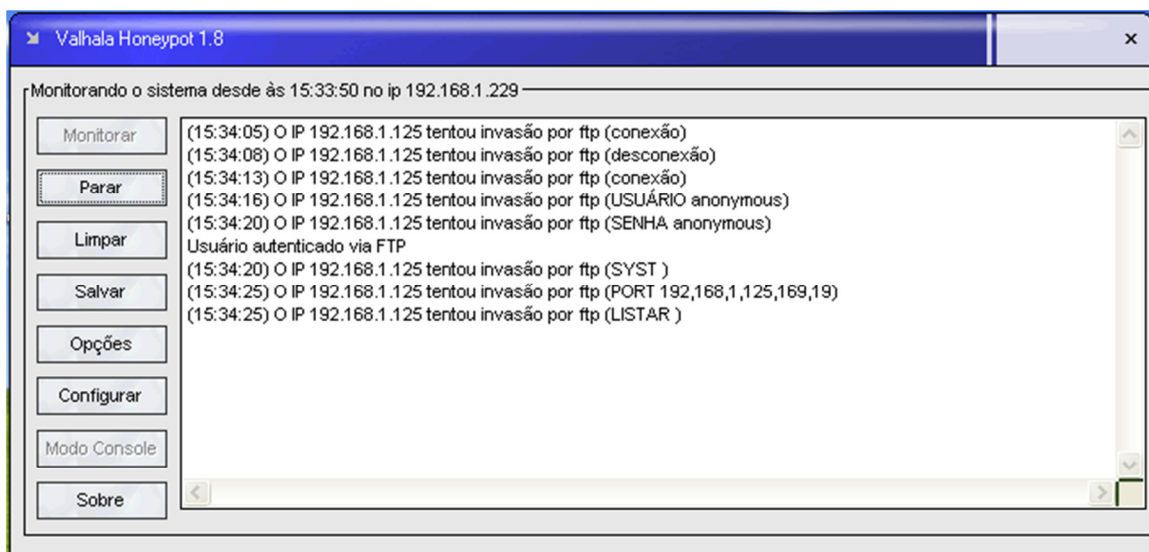 Valhala Honeypot 1.8
Monitorando o sistema desde às 15:33:50 no ip 192.168.1.229
Monitorar
Parar
Limpar
Salvar
Opções
Configurar
Modo Console
Sobre
(15:34:05) O IP 192.168.1.125 tentou invasão por ftp (conexão)
(15:34:08) O IP 192.168.1.125 tentou invasão por ftp (desconexão)
(15:34:13) O IP 192.168.1.125 tentou invasão por ftp (conexão)
(15:34:16) O IP 192.168.1.125 tentou invasão por ftp (USUÁRIO anonymous)
(15:34:20) O IP 192.168.1.125 tentou invasão por ftp (SENHA anonymous)
Usuário autenticado via FTP
(15:34:20) O IP 192.168.1.125 tentou invasão por ftp (SYST )
(15:34:25) O IP 192.168.1.125 tentou invasão por ftp (PORT 192,168,1,125,169,19)
(15:34:25) O IP 192.168.1.125 tentou invasão por ftp (LISTAR )